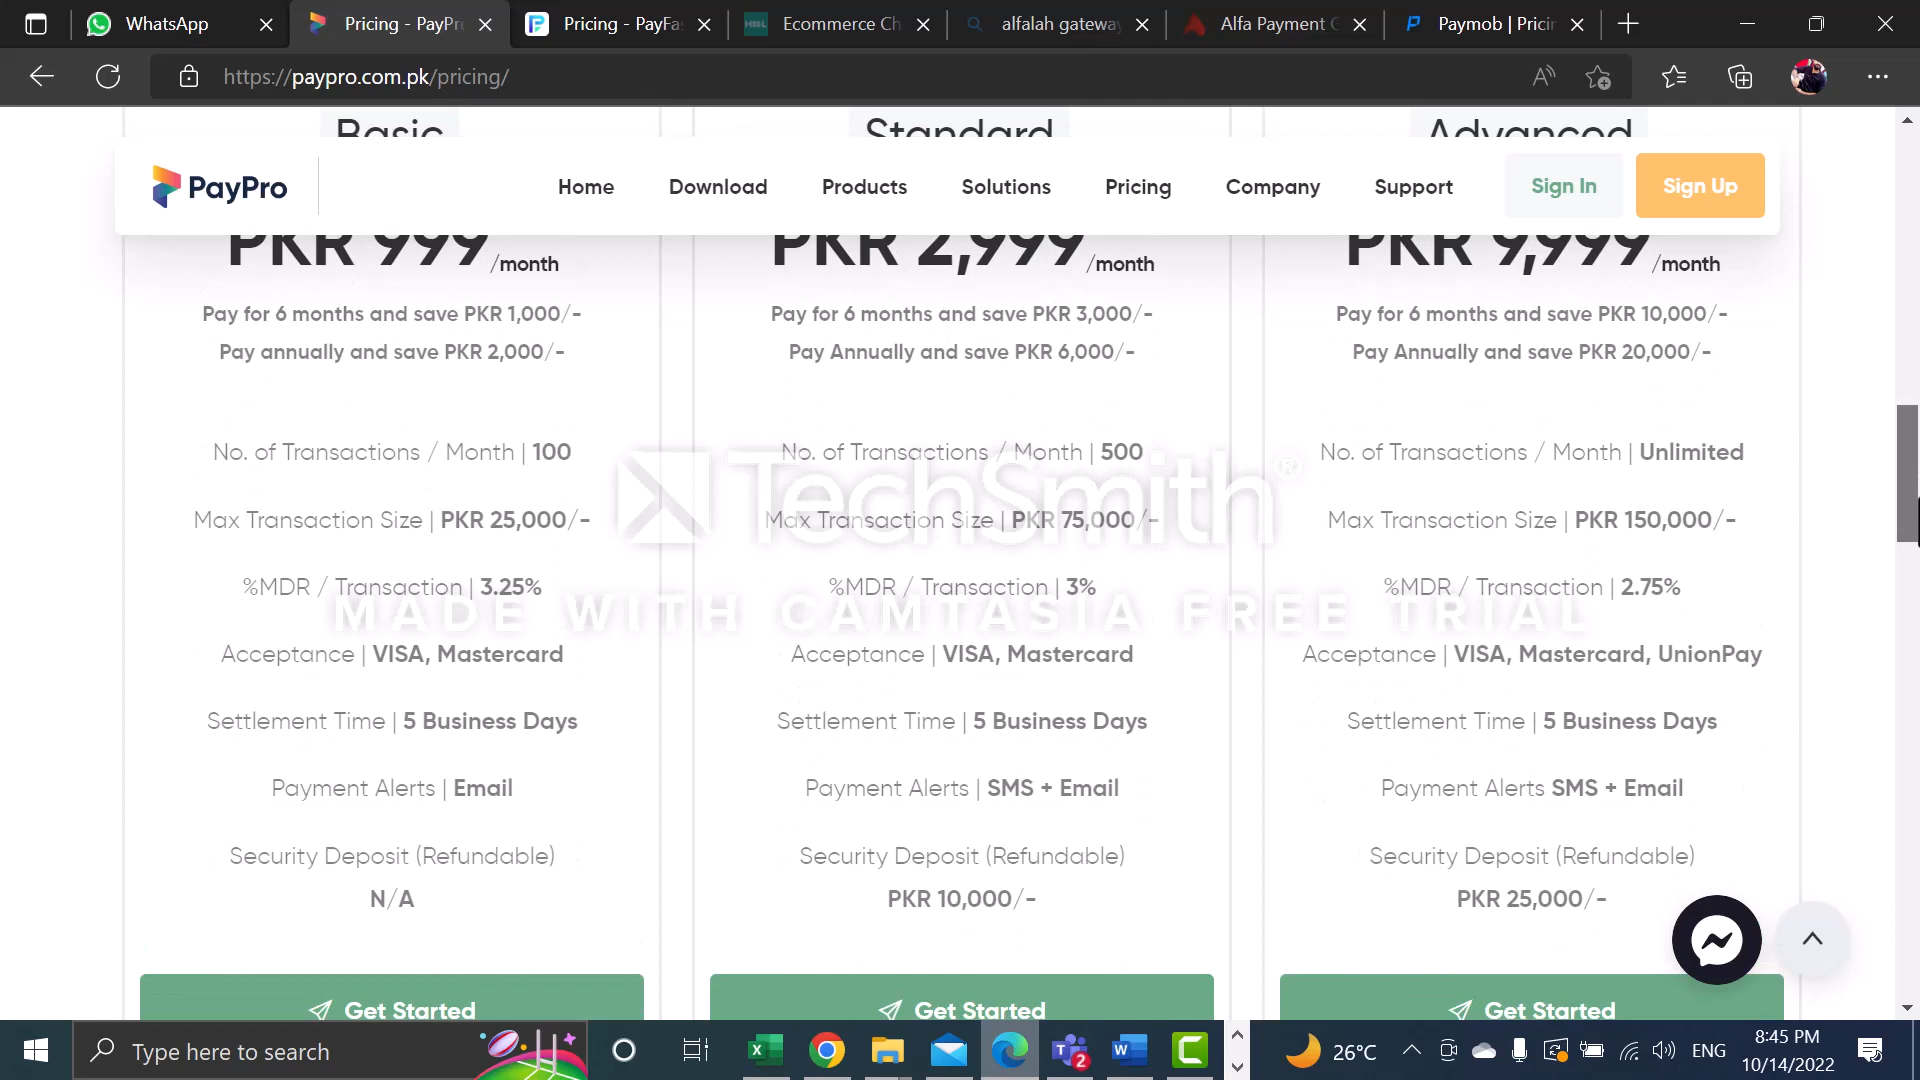 WhatsApp
Pricing - PayPr
Pricing - PayFa
HBL
Ecommerce Ch
alfalah gateway
Alfa Payment G
Paymob | Pricin
https://paypro.com.pk/pricing/
Basic
Standard
Advanced
PayPro
Home
Download
Products
Solutions
Pricing
Company
Support
Sign In
Sign Up
PKR 999 /month
PKR 2,999 /month
PKR 9,999 /month
Pay for 6 months and save PKR 1,000/-
Pay for 6 months and save PKR 3,000/-
Pay for 6 months and save PKR 10,000/-
Pay annually and save PKR 2,000/-
Pay Annually and save PKR 6,000/-
Pay Annually and save PKR 20,000/-
No. of Transactions / Month | 100
No. of Transactions / Month | 500
No. of Transactions / Month | Unlimited
TechSmith®
Max Transaction Size | PKR 25,000/-
Max Transaction Size | PKR 75,000/-
Max Transaction Size | PKR 150,000/-
%MDR / Transaction | 3.25%
%MDR / Transaction | 3%
%MDR / Transaction | 2.75%
MADE WITH CAMTASIA FREE TRIAL
Acceptance | VISA, Mastercard
Acceptance | VISA, Mastercard
Acceptance | VISA, Mastercard, UnionPay
Settlement Time | 5 Business Days
Settlement Time | 5 Business Days
Settlement Time | 5 Business Days
Payment Alerts | Email
Payment Alerts | SMS + Email
Payment Alerts SMS + Email
Security Deposit (Refundable)
Security Deposit (Refundable)
Security Deposit (Refundable)
N/A
PKR 10,000/-
PKR 25,000/-
Get Started
Get Started
Get Started
Type here to search
2
26°C
ENG
8:45 PM
10/14/2022